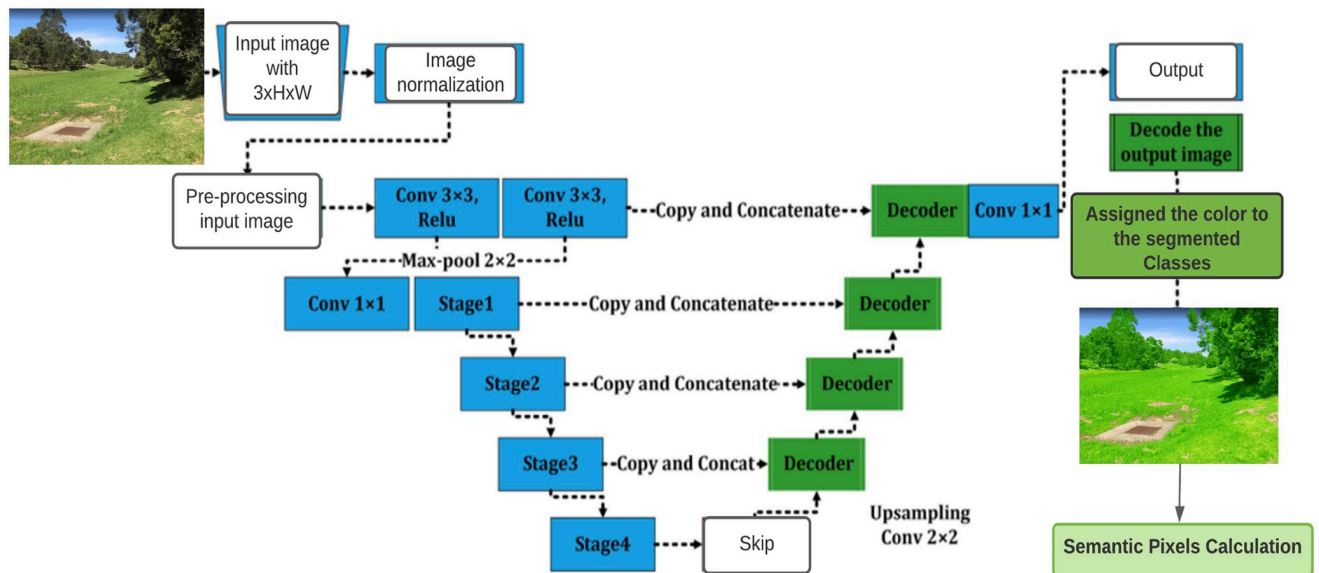 Input image
with
3xHxW
Image
normalization
Output
Decode the
output image
Pre-processing
input image
Conv 3×3,
Relu
Conv 3×3,
Relu
Copy and Concatenate
Decoder
Conv 1×1
Assigned the color to
the segmented
Classes
Max-pool 2×2
Conv 1×1
Stage1
Copy and Concatenate
Decoder
Stage2
Copy and Concatenate
Decoder
Stage3
Copy and Concat
Decoder
Upsampling
Conv 2×2
Stage4
Skip
Semantic Pixels Calculation